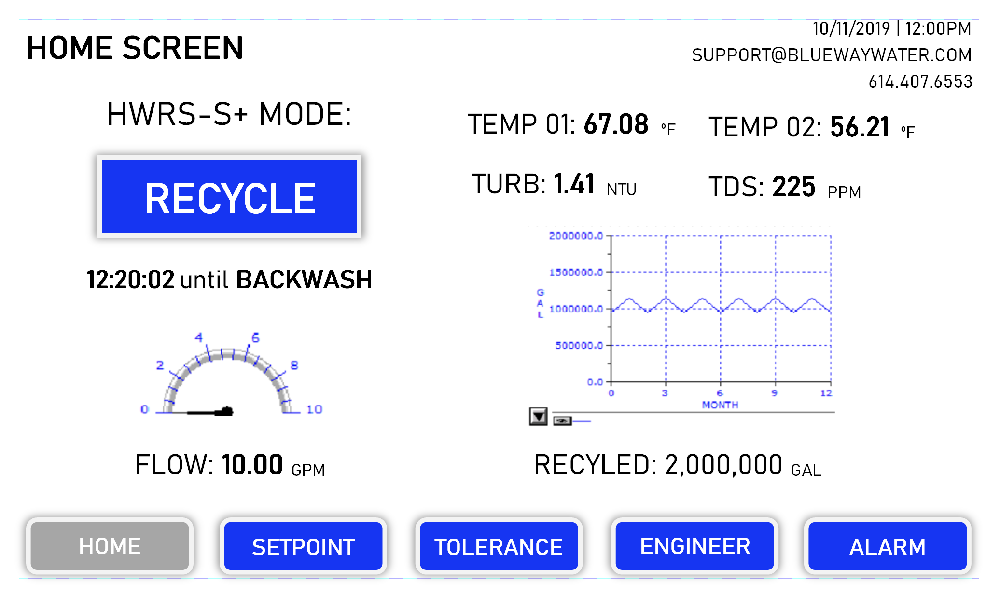 HOME SCREEN
10/11/2019 | 12:00PM
SUPPORT@BLUEWAYWATER.COM
614.407.6553
HWRS-S+ MODE:
RECYCLE
12:20:02 until BACKWASH
4 6
2 8
0 10
FLOW: 10.00 GPM
TEMP 01: 67.08 ºF TEMP 02: 56.21 ºF
TURB: 1.41 NTU TDS: 225 PPM
2000000.0
1500000.0
GAL
1000000.0
500000.0
0.0
0 3 6 9 12
MONTH
RECYLED: 2,000,000 GAL
HOME SETPOINT TOLERANCE ENGINEER ALARM